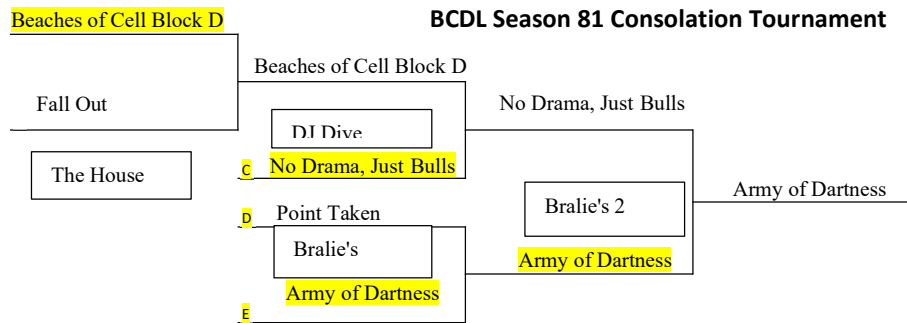 BCDL Season 81 Consolation Tournament
Beaches of Cell Block D
Beaches of Cell Block D
Fall Out
No Drama, Just Bulls
DJ Dive
The House
C No Drama, Just Bulls
Army of Dartness
Bralie's 2
D Point Taken
Bralie's
Army of Dartness
Army of Dartness
E